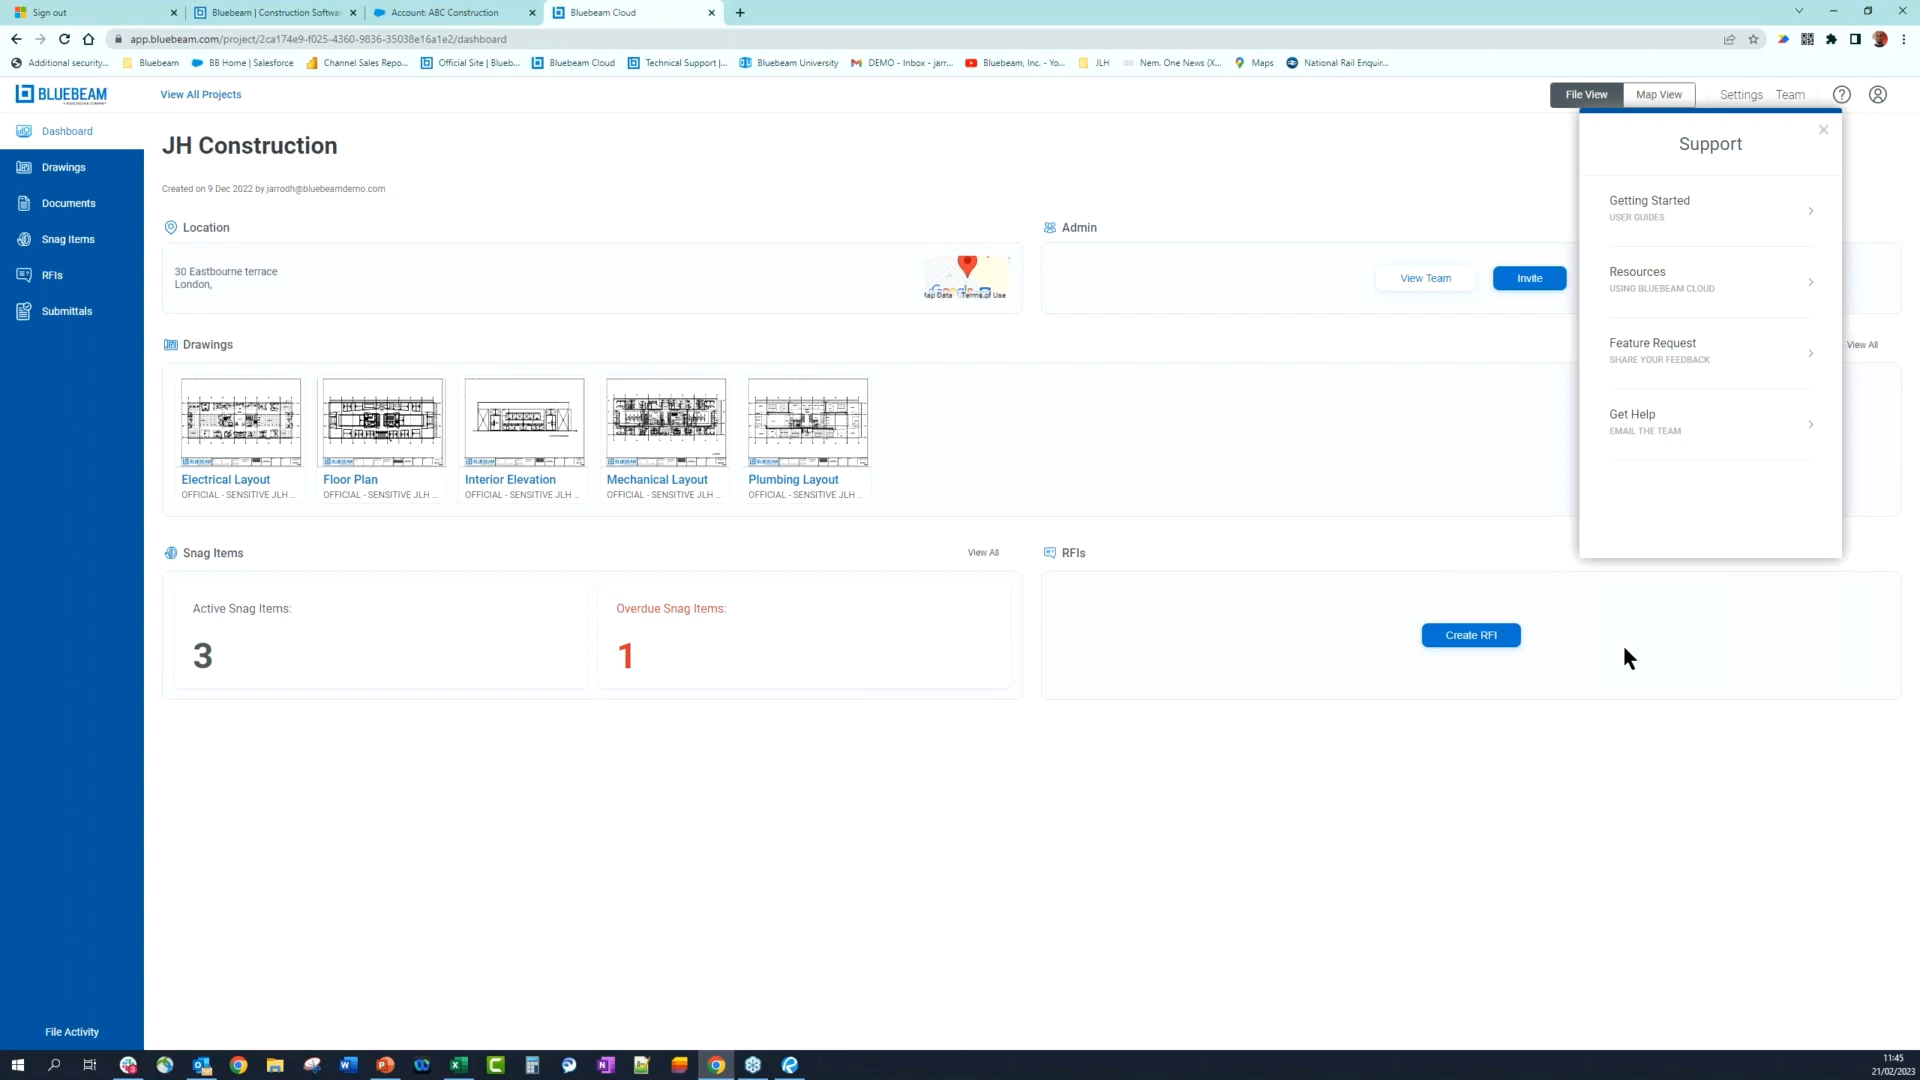 Sign out
Bluebeam | Construction Softwar
Account: ABC Construction
Bluebeam Cloud
app.bluebeam.com/project/2ca174e9-f025-4360-9836-35038e16a1e2/dashboard
Additional security...
Bluebeam
BB Home | Salesforce
Channel Sales Repo...
Official Site | Blueb...
Bluebeam Cloud
Technical Support |...
Bluebeam University
DEMO - Inbox - jarr...
Bluebeam, Inc. - Yo...
JLH
Nem. One News (X...
Maps
National Rail Enquir...
BLUEBEAM
View All Projects
File View
Map View
Settings
Team
Dashboard
Drawings
Documents
Snag Items
RFIs
Submittals
File Activity
JH Construction
Created on 9 Dec 2022 by jarrodh@bluebeamdemo.com
Location
30 Eastbourne terrace
London,
Google
Map Data
Terms of Use
Admin
View Team
Invite
Drawings
View All
Electrical Layout
OFFICIAL - SENSITIVE JLH ...
Floor Plan
OFFICIAL - SENSITIVE JLH ...
Interior Elevation
OFFICIAL - SENSITIVE JLH ...
Mechanical Layout
OFFICIAL - SENSITIVE JLH ...
Plumbing Layout
OFFICIAL - SENSITIVE JLH ...
Snag Items
View All
Active Snag Items:
3
Overdue Snag Items:
1
RFIs
Create RFI
Support
Getting Started
USER GUIDES
Resources
USING BLUEBEAM CLOUD
Feature Request
SHARE YOUR FEEDBACK
Get Help
EMAIL THE TEAM
11:45
21/02/2023